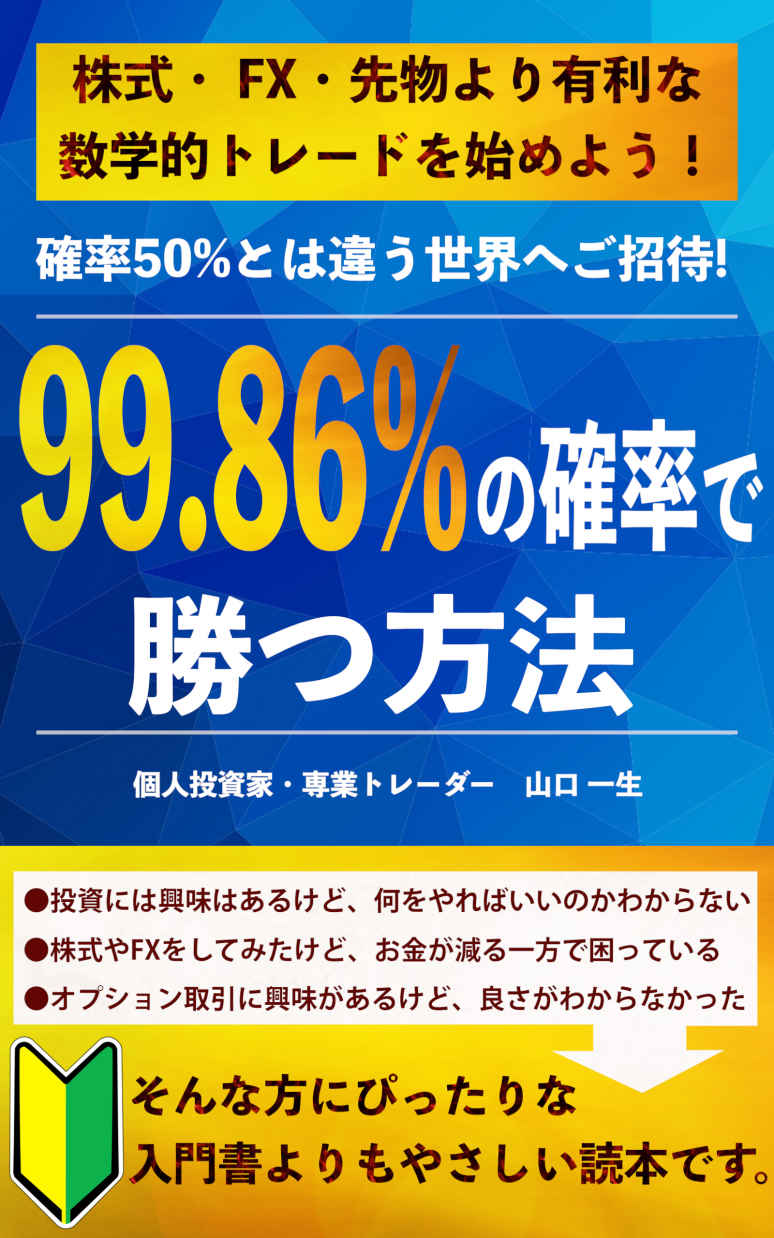 株式・FX・先物より有利な
数学的トレードを始めよう！
確率50%とは違う世界へご招待!
99.86%の確率で
勝つ方法
個人投資家・専業トレーダー　山口 一生
●投資には興味はあるけど、何をやればいいのかわからない
●株式やFXをしてみたけど、お金が減る一方で困っている
●オプション取引に興味があるけど、良さがわからなかった
そんな方にぴったりな
入門書よりもやさしい読本です。